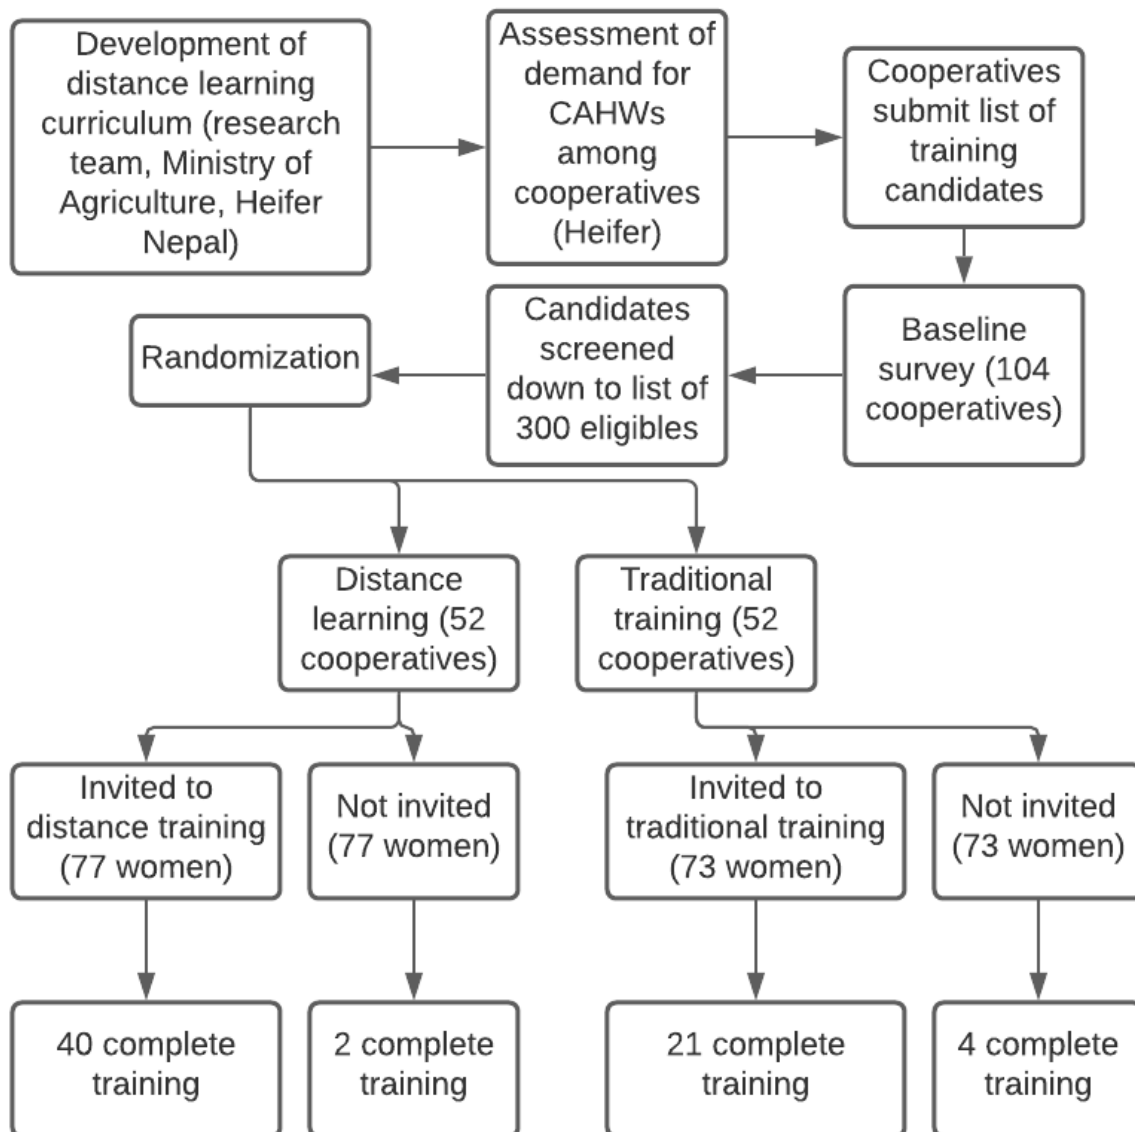 Development of
distance learning
curriculum (research
team, Ministry of
Agriculture, Heifer
Nepal)
Assessment of
demand for
CAHWs
among
cooperatives
(Heifer)
Cooperatives
submit list of
training
candidates
Baseline
survey (104
cooperatives)
Candidates
screened
down to list of
300 eligibles
Randomization
Distance
learning (52
cooperatives)
Traditional
training (52
cooperatives)
Invited to
distance training
(77 women)
Not invited
(77 women)
Invited to
traditional training
(73 women)
Not invited
(73 women)
40 complete
training
2 complete
training
21 complete
training
4 complete
training